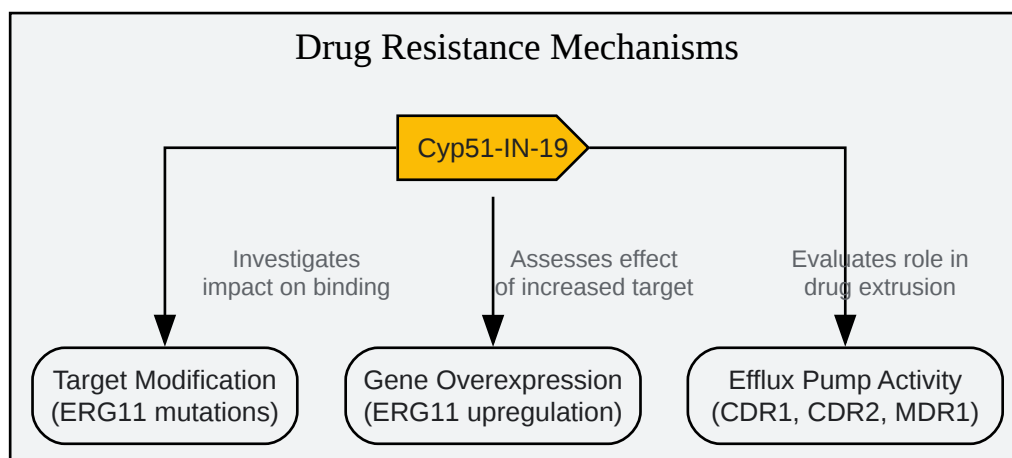 Drug Resistance Mechanisms
Cyp51-IN-19
Investigates
impact on binding
Assesses effect
of increased target
Evaluates role in
drug extrusion
Target Modification
(ERG11 mutations)
Gene Overexpression
(ERG11 upregulation)
Efflux Pump Activity
(CDR1, CDR2, MDR1)